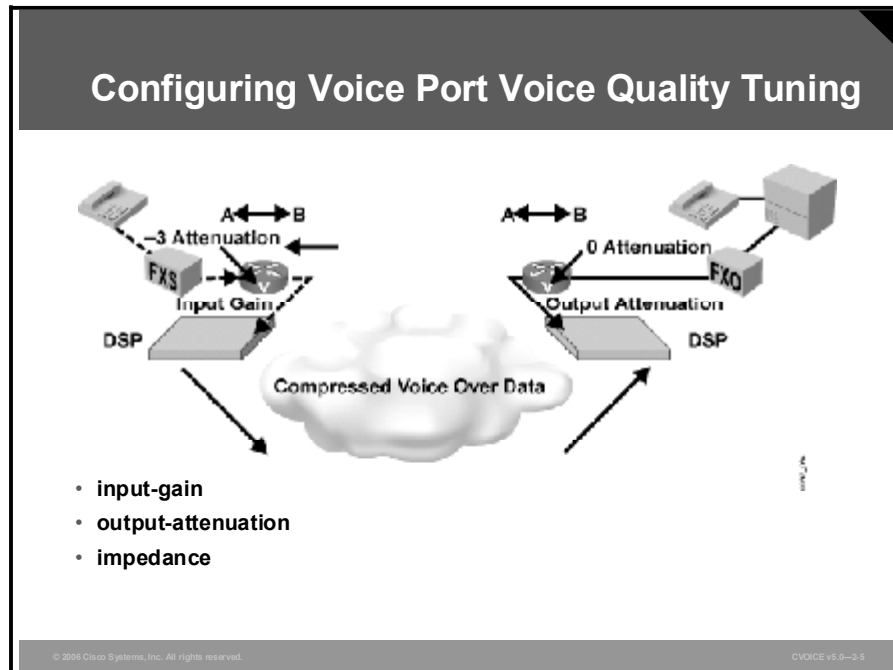 Configuring Voice Port Voice Quality Tuning
A B
–3 Attenuation
FXS
V
Input Gain
DSP
A B
0 Attenuation
FXO
V
Output Attenuation
DSP
Compressed Voice Over Data
• input-gain
• output-attenuation
• impedance
© 2006 Cisco Systems, Inc. All rights reserved.
CVOICE v5.0—2-5